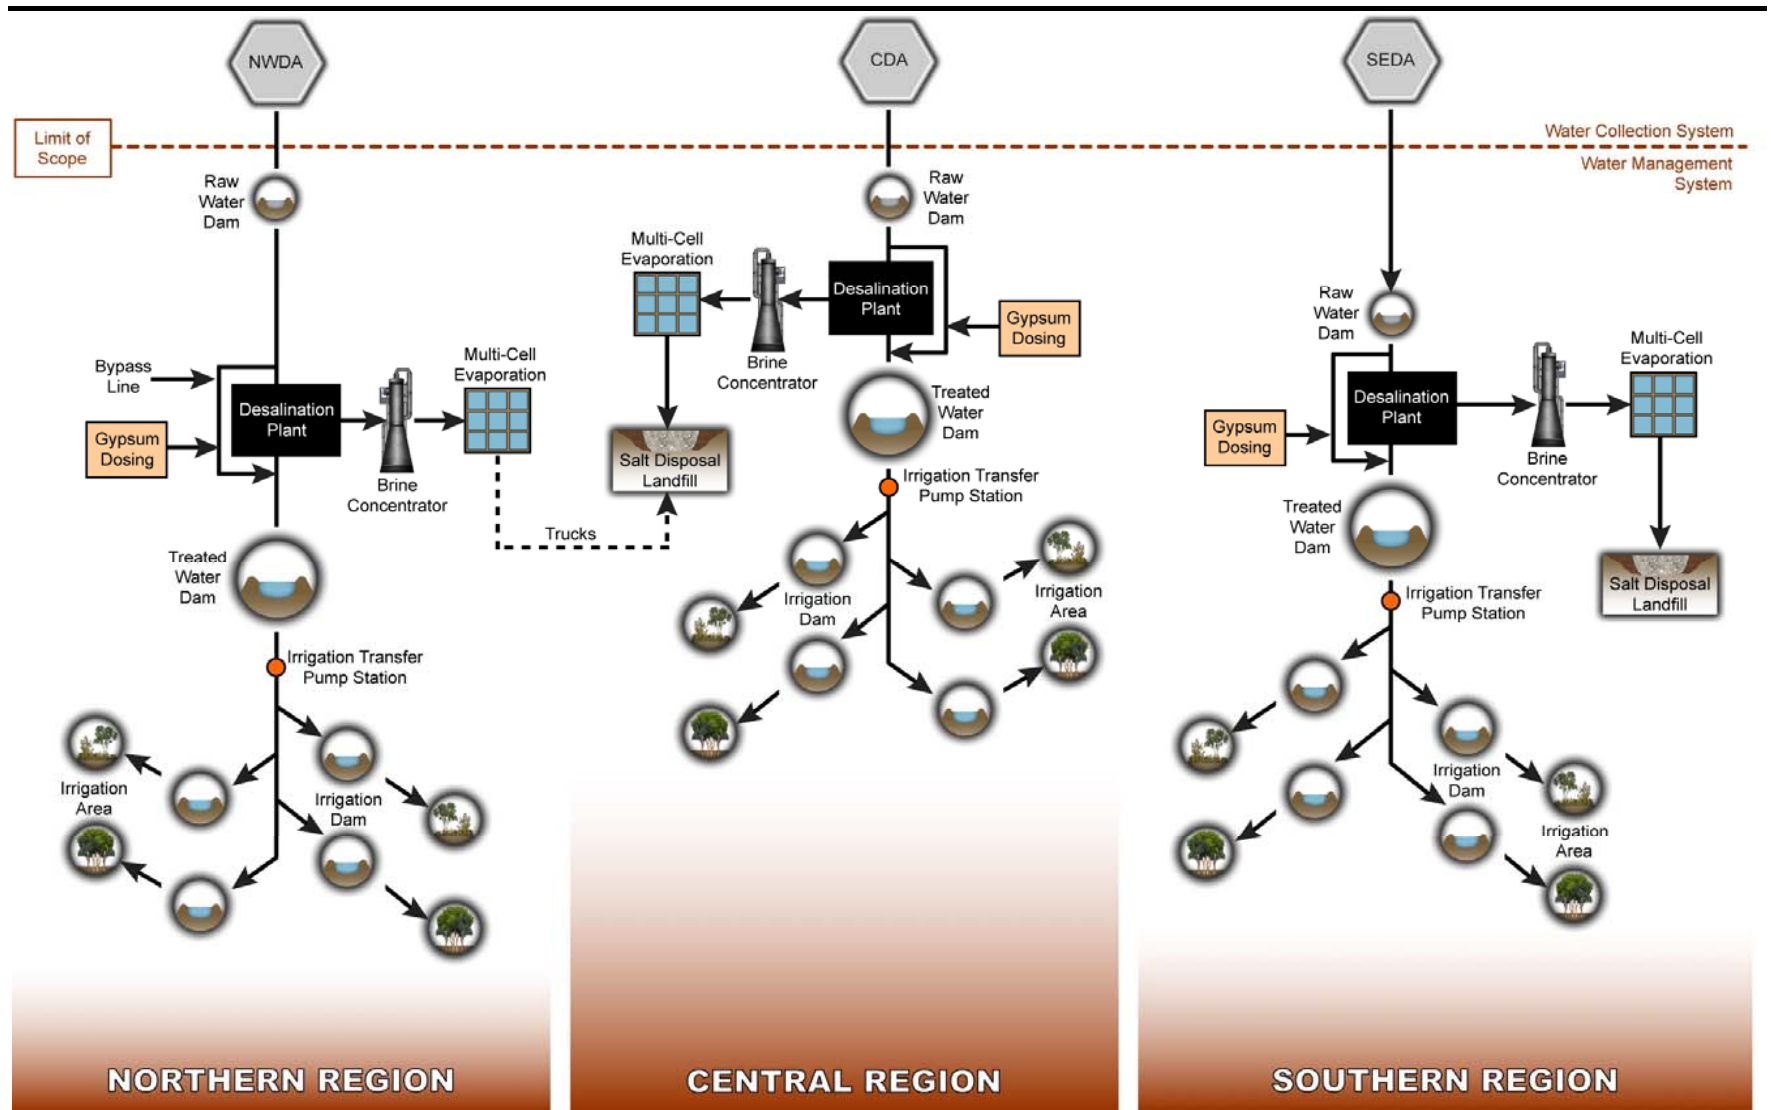 NWDA
CDA
SEDA
Limit of
Scope
Water Collection System
Water Management
System
Raw
Water
Dam
Bypass
Line
Gypsum
Dosing
Desalination
Plant
Brine
Concentrator
Multi-Cell
Evaporation
Trucks
Treated
Water
Dam
Irrigation Transfer
Pump Station
Irrigation
Area
Irrigation
Dam
NORTHERN REGION
Raw
Water
Dam
Multi-Cell
Evaporation
Brine
Concentrator
Desalination
Plant
Gypsum
Dosing
Salt Disposal
Landfill
Treated
Water
Dam
Irrigation Transfer
Pump Station
Irrigation
Dam
Irrigation
Area
CENTRAL REGION
Raw
Water
Dam
Gypsum
Dosing
Desalination
Plant
Brine
Concentrator
Multi-Cell
Evaporation
Salt Disposal
Landfill
Treated
Water
Dam
Irrigation Transfer
Pump Station
Irrigation
Dam
Irrigation
Area
SOUTHERN REGION